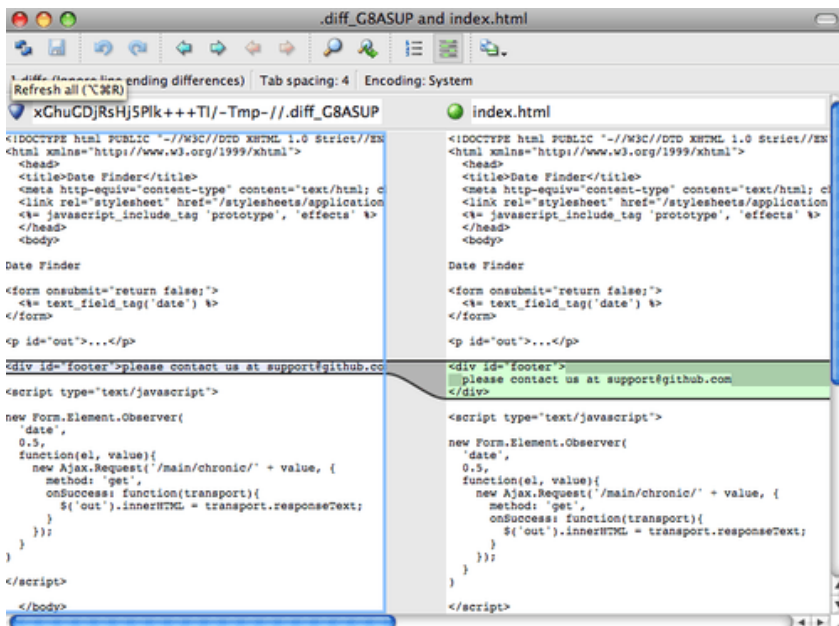 .diff_G8ASUP and index.html
1 diffs (Ignore line ending differences) Tab spacing: 4 Encoding: System
Refresh all (⌥⌘R)
xGhuGDjRsHj5Plk+++TI/-Tmp-//.diff_G8ASUP
<!DOCTYPE html PUBLIC "-//W3C//DTD XHTML 1.0 Strict//EN
<html xmlns="http://www.w3.org/1999/xhtml">
<head>
<title>Date Finder</title>
<meta http-equiv="content-type" content="text/html; c
<link rel="stylesheet" href="/stylesheets/application
<%= javascript_include_tag 'prototype', 'effects' %>
</head>
<body>
Date Finder
<form onsubmit="return false;">
<%= text_field_tag('date') %>
</form>
<p id="out">...</p>
<div id="footer">please contact us at support@github.co
<script type="text/javascript">
new Form.Element.Observer(
'date',
0.5,
function(el, value){
new Ajax.Request('/main/chronic/' + value, {
method: 'get',
onSuccess: function(transport){
$('out').innerHTML = transport.responseText;
}
});
}
)
</script>
</body>
index.html
<!DOCTYPE html PUBLIC "-//W3C//DTD XHTML 1.0 Strict//EN
<html xmlns="http://www.w3.org/1999/xhtml">
<head>
<title>Date Finder</title>
<meta http-equiv="content-type" content="text/html; c
<link rel="stylesheet" href="/stylesheets/application
<%= javascript_include_tag 'prototype', 'effects' %>
</head>
<body>
Date Finder
<form onsubmit="return false;">
<%= text_field_tag('date') %>
</form>
<p id="out">...</p>
<div id="footer">
please contact us at support@github.com
</div>
<script type="text/javascript">
new Form.Element.Observer(
'date',
0.5,
function(el, value){
new Ajax.Request('/main/chronic/' + value, {
method: 'get',
onSuccess: function(transport){
$('out').innerHTML = transport.responseText;
}
});
}
)
</script>